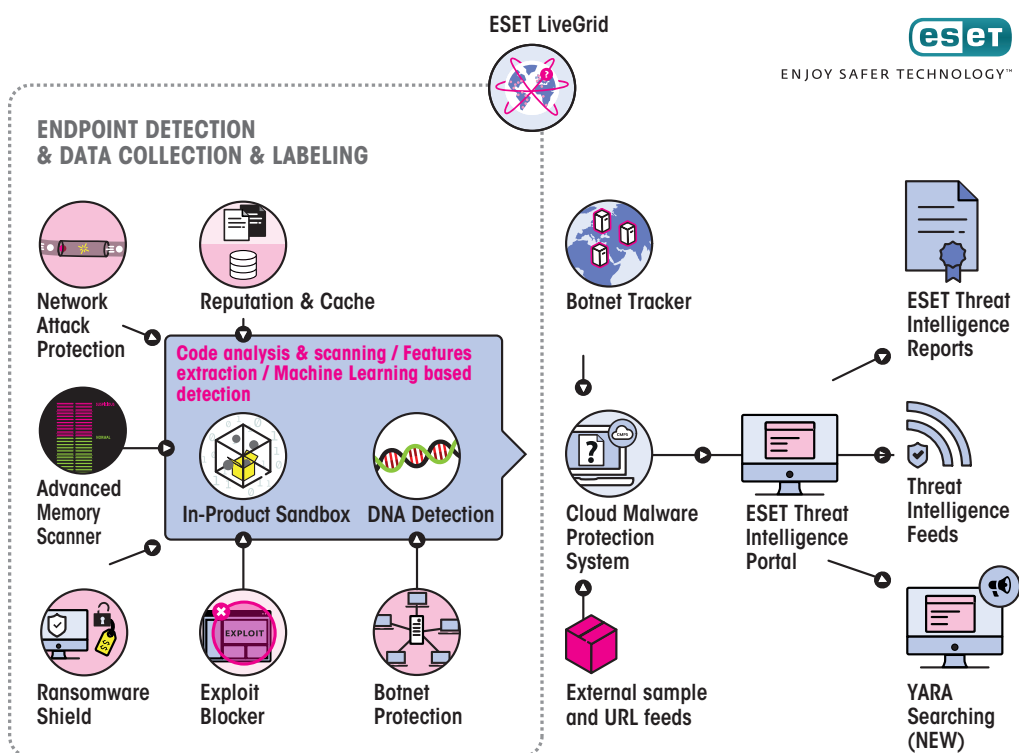 ESET LiveGrid
eset
ENJOY SAFER TECHNOLOGY™
ENDPOINT DETECTION
& DATA COLLECTION & LABELING
Network
Attack
Protection
Reputation & Cache
Botnet Tracker
ESET Threat
Intelligence
Reports
Code analysis & scanning / Features
extraction / Machine Learning based
detection
NORMAL
Advanced
Memory
Scanner
In-Product Sandbox
DNA Detection
?
CMPS
Cloud Malware
Protection
System
ESET Threat
Intelligence
Portal
Threat
Intelligence
Feeds
Ransomware
Shield
EXPLOIT
Exploit
Blocker
Botnet
Protection
External sample
and URL feeds
YARA
Searching
(NEW)